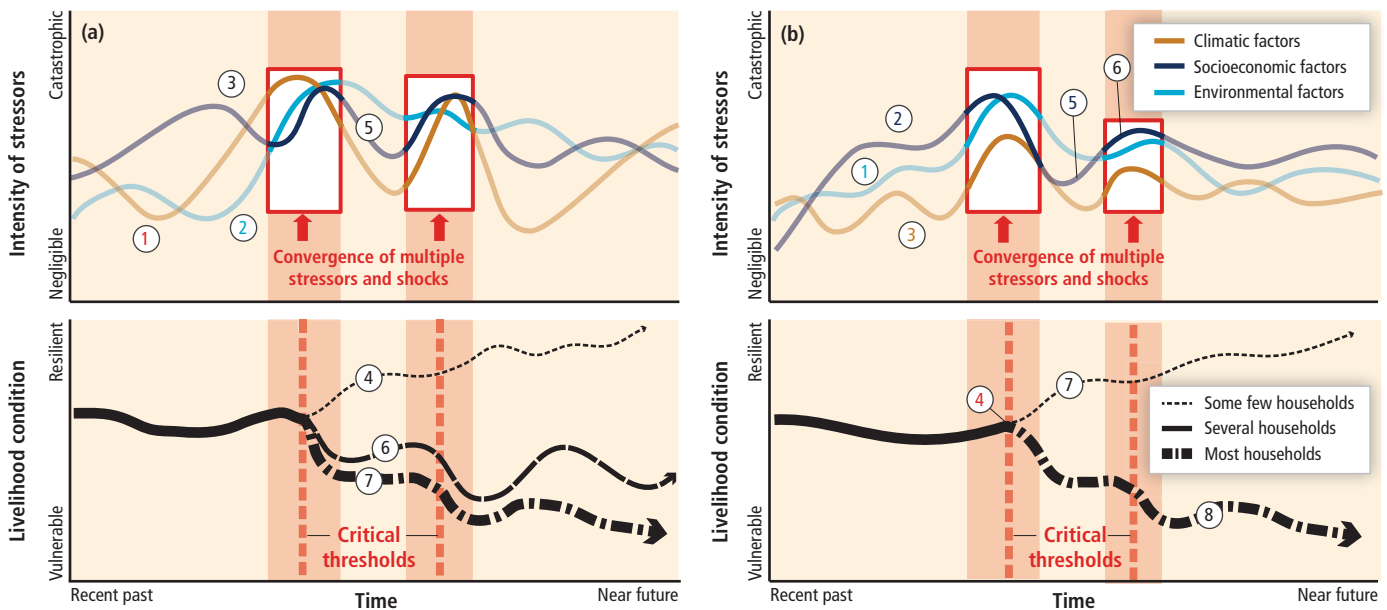 (a)
Intensity of stressors
Catastrophic
Negligible
3
5
1
2
Convergence of multiple
stressors and shocks
Livelihood condition
Resilient
Vulnerable
4
6
7
Critical
thresholds
Recent past
Time
Near future
(b)
Intensity of stressors
Catastrophic
Negligible
Climatic factors
Socioeconomic factors
Environmental factors
6
2
5
1
3
Convergence of multiple
stressors and shocks
Livelihood condition
Resilient
Vulnerable
4
7
Some few households
Several households
Most households
8
Critical
thresholds
Recent past
Time
Near future